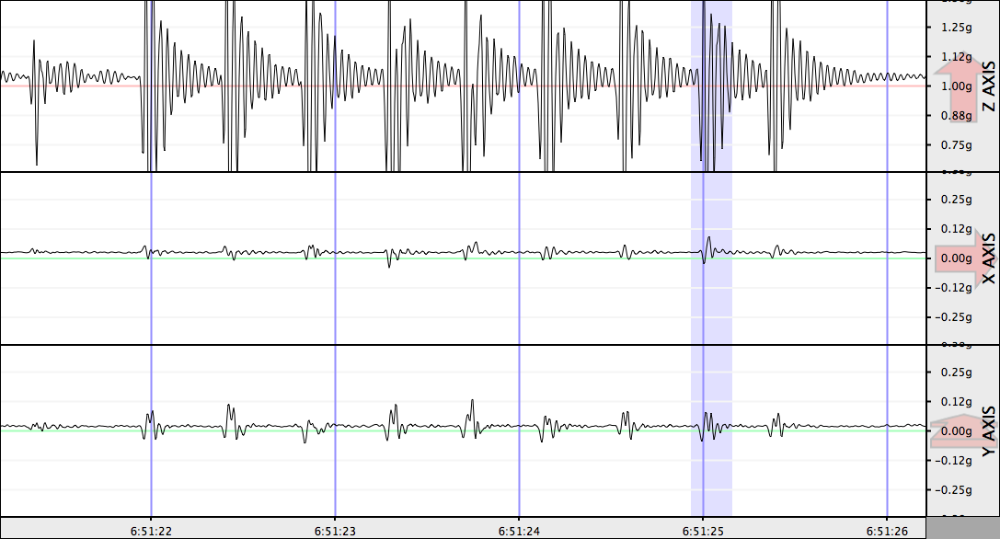 1.25g
1.12g
1.00g
0.88g
0.75g
Z AXIS
0.25g
0.12g
0.00g
-0.12g
-0.25g
X AXIS
0.25g
0.12g
0.00g
-0.12g
-0.25g
Y AXIS
6:51:22 6:51:23 6:51:24 6:51:25 6:51:26